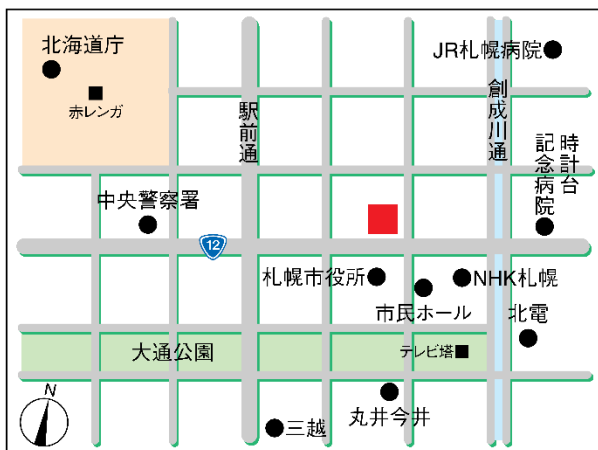 北海道庁
赤レンガ
JR札幌病院
駅前通
創成川通
時計台
記念病院
中央警察署
12
札幌市役所
NHK札幌
市民ホール
北電
大通公園
テレビ塔
丸井今井
三越
N